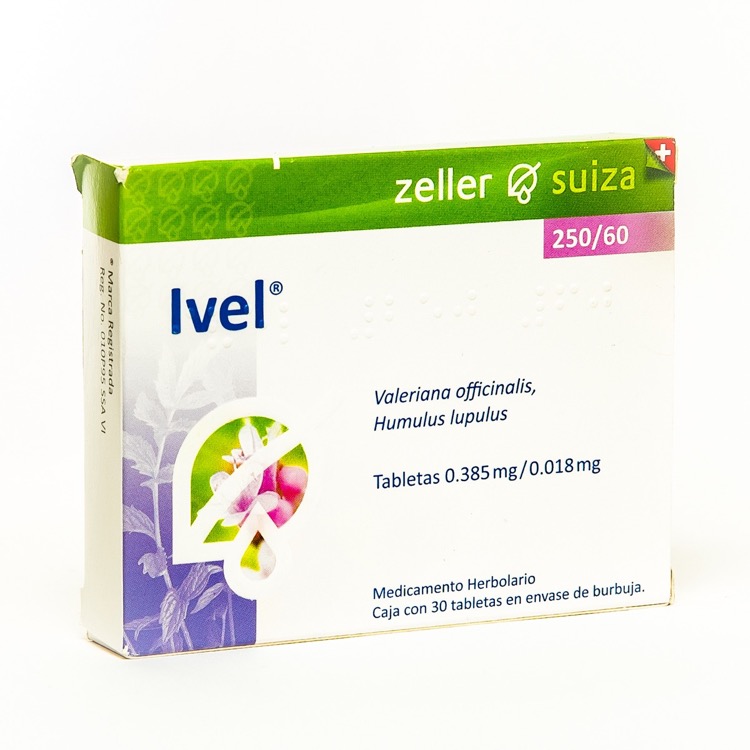 zeller suiza
250/60
Ivel®
Valeriana officinalis,
Humulus lupulus
Tabletas 0.385 mg/0.018 mg
Medicamento Herbolario
Caja con 30 tabletas en envase de burbuja.
* Marca Registrada
Reg. No. 010P95 SSA VI